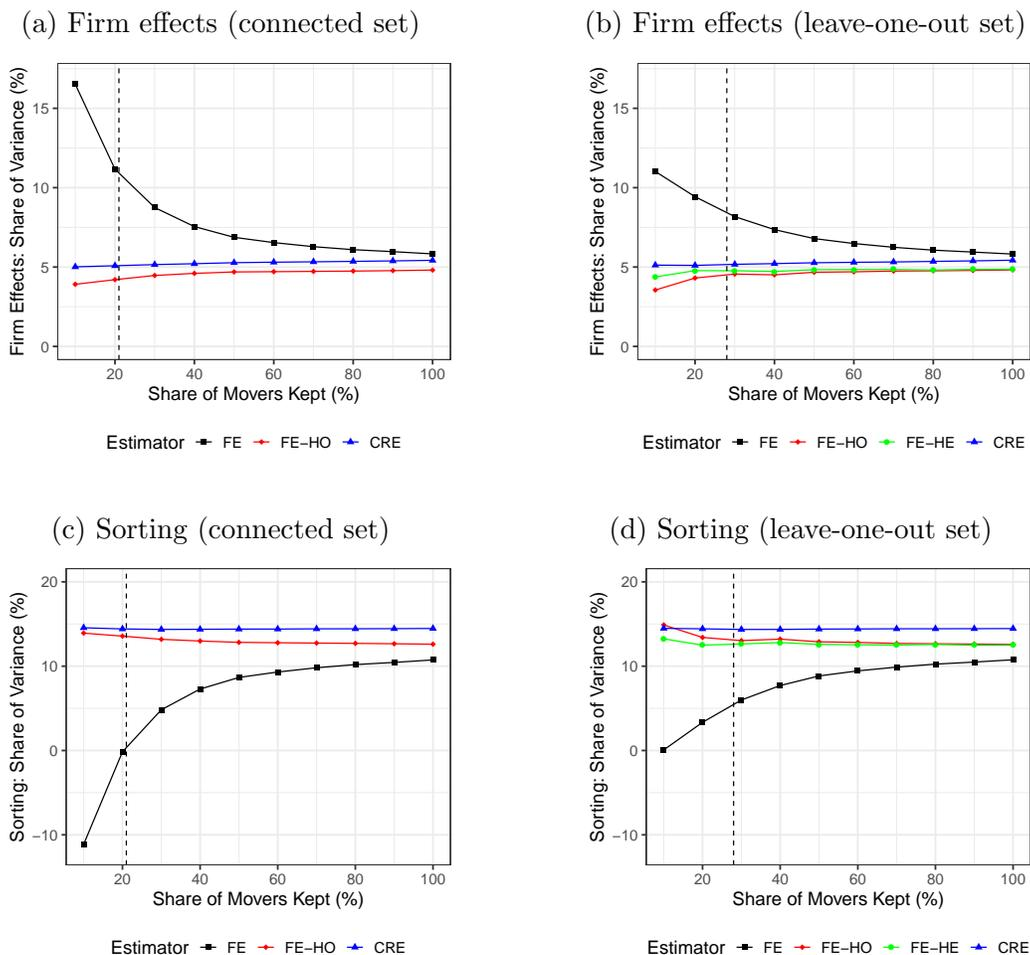 (a) Firm effects (connected set)
Firm Effects: Share of Variance (%)
15
10
5
0
20
40
60
80
100
Share of Movers Kept (%)
Estimator FE FE−HO CRE
(b) Firm effects (leave-one-out set)
Firm Effects: Share of Variance (%)
15
10
5
0
20
40
60
80
100
Share of Movers Kept (%)
Estimator FE FE−HO FE−HE CRE
(c) Sorting (connected set)
Sorting: Share of Variance (%)
20
10
0
−10
20
40
60
80
100
Share of Movers Kept (%)
Estimator FE FE−HO CRE
(d) Sorting (leave-one-out set)
Sorting: Share of Variance (%)
20
10
0
−10
20
40
60
80
100
Share of Movers Kept (%)
Estimator FE FE−HO FE−HE CRE